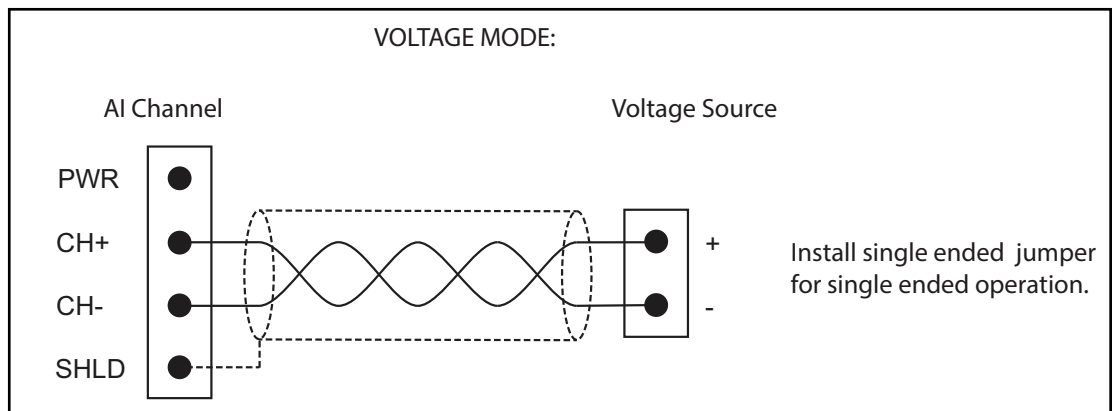 VOLTAGE MODE:
AI Channel
Voltage Source
PWR
CH+
CH-
SHLD
+
-
Install single ended jumper
for single ended operation.